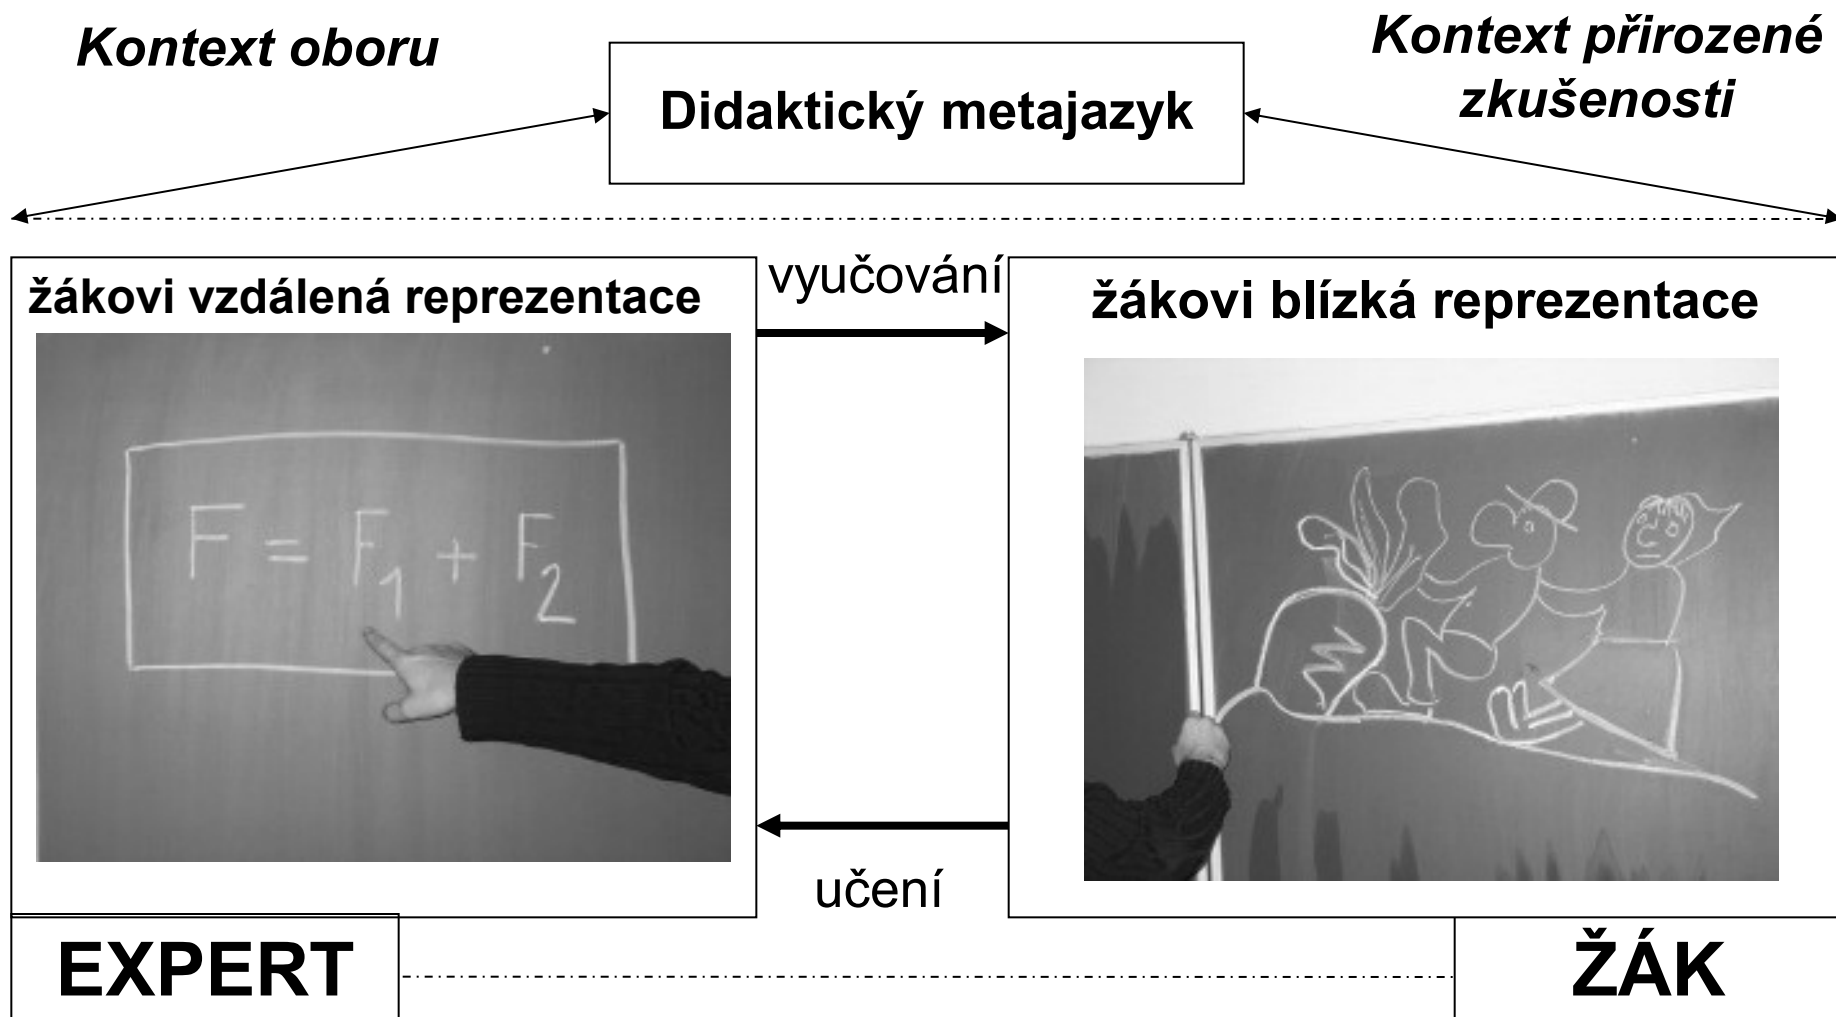 Kontext oboru
Kontext přirozené
zkušenosti
Didaktický metajazyk
vyučování
žákovi vzdálená reprezentace
žákovi blízká reprezentace
F = F₁ + F₂
učení
EXPERT
ŽÁK